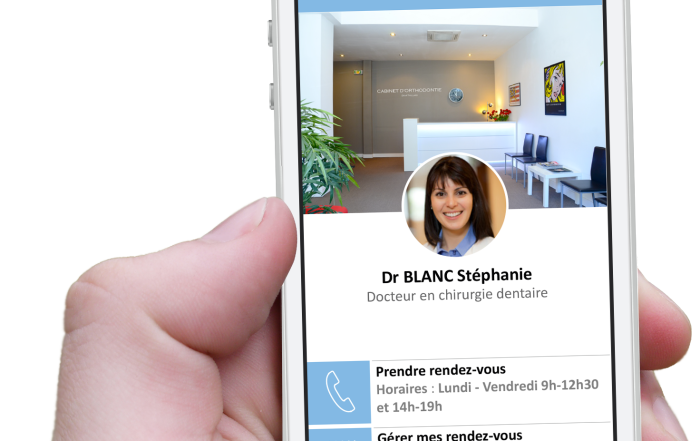 CABINET D'ORTHODONTIE
Dr BLANC Stéphanie
Docteur en chirurgie dentaire
Prendre rendez-vous
Horaires : Lundi - Vendredi 9h-12h30
et 14h-19h
Gérer mes rendez-vous